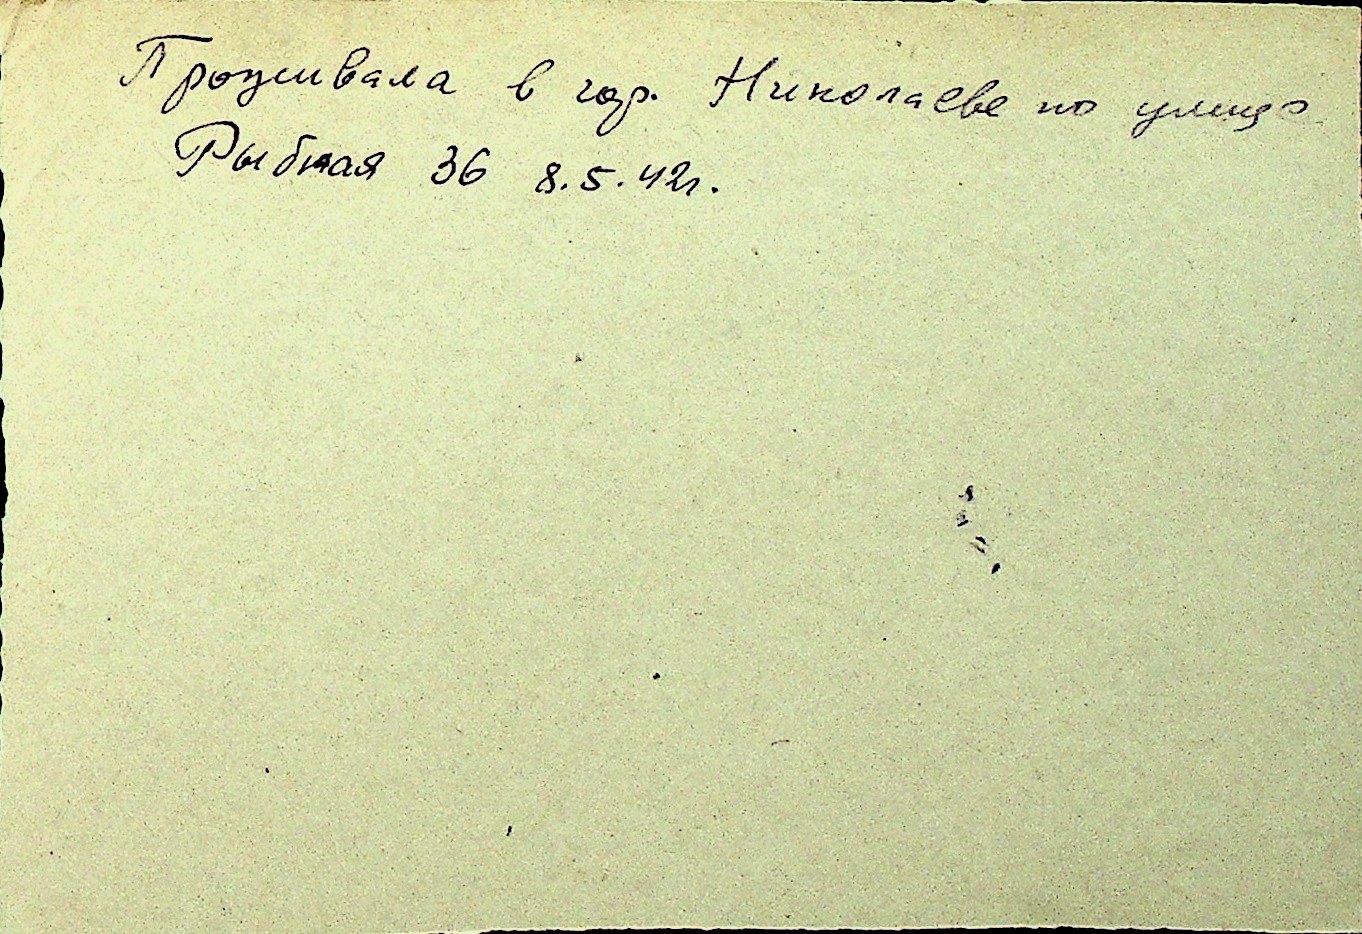 Проживала в гор. Николаеве по улице
Рыбная 36 8.5.42г.